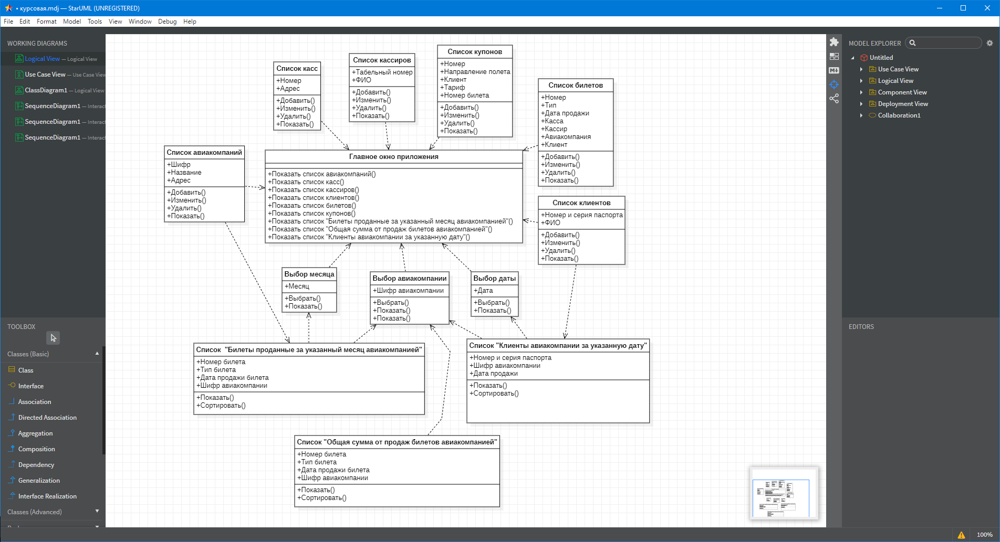 • курсовая.mdj — StarUML (UNREGISTERED)
File Edit Format Model Tools View Window Debug Help
WORKING DIAGRAMS
Logical View — Logical View
Use Case View — Use Case View
ClassDiagram1 — Logical View
SequenceDiagram1 — Interact
SequenceDiagram1 — Interact
SequenceDiagram1 — Interact
TOOLBOX
Classes (Basic)
Class
Interface
Association
Directed Association
Aggregation
Composition
Dependency
Generalization
Interface Realization
Classes (Advanced)
Список касс
+Номер
+Адрес
+Добавить()
+Изменить()
+Удалить()
+Показать()
Список кассиров
+Табельный номер
+ФИО
+Добавить()
+Изменить()
+Удалить()
+Показать()
Список купонов
+Номер
+Направление полета
+Клиент
+Тариф
+Номер билета
+Добавить()
+Изменить()
+Удалить()
+Показать()
Список билетов
+Номер
+Тип
+Дата продажи
+Касса
+Кассир
+Авиакомпания
+Клиент
+Добавить()
+Изменить()
+Удалить()
+Показать()
Список авиакомпаний
+Шифр
+Название
+Адрес
+Добавить()
+Изменить()
+Удалить()
+Показать()
Главное окно приложения
+Показать список авиакомпаний()
+Показать список касс()
+Показать список кассиров()
+Показать список клиентов()
+Показать список билетов()
+Показать список купонов()
+Показать список "Билеты проданные за указанный месяц авиакомпанией"()
+Показать список "Общая сумма от продаж билетов авиакомпанией"()
+Показать список "Клиенты авиакомпании за указанную дату"()
Список клиентов
+Номер и серия паспорта
+ФИО
+Добавить()
+Изменить()
+Удалить()
+Показать()
Выбор месяца
+Месяц
+Выбрать()
+Показать()
Выбор авиакомпании
+Шифр авиакомпании
+Выбрать()
+Показать()
+Показать()
Выбор даты
+Дата
+Выбрать()
+Показать()
Список "Билеты проданные за указанный месяц авиакомпанией"
+Номер билета
+Тип билета
+Дата продажи билета
+Шифр авиакомпании
+Показать()
+Сортировать()
Список "Клиенты авиакомпании за указанную дату"
+Номер и серия паспорта
+Шифр авиакомпании
+Дата продажи
+Показать()
+Сортировать()
Список "Общая сумма от продаж билетов авиакомпанией"
+Номер билета
+Тип билета
+Дата продажи билета
+Шифр авиакомпании
+Показать()
+Сортировать()
M↓
MODEL EXPLORER
Untitled
Use Case View
Logical View
Component View
Deployment View
Collaboration1
EDITORS
100%